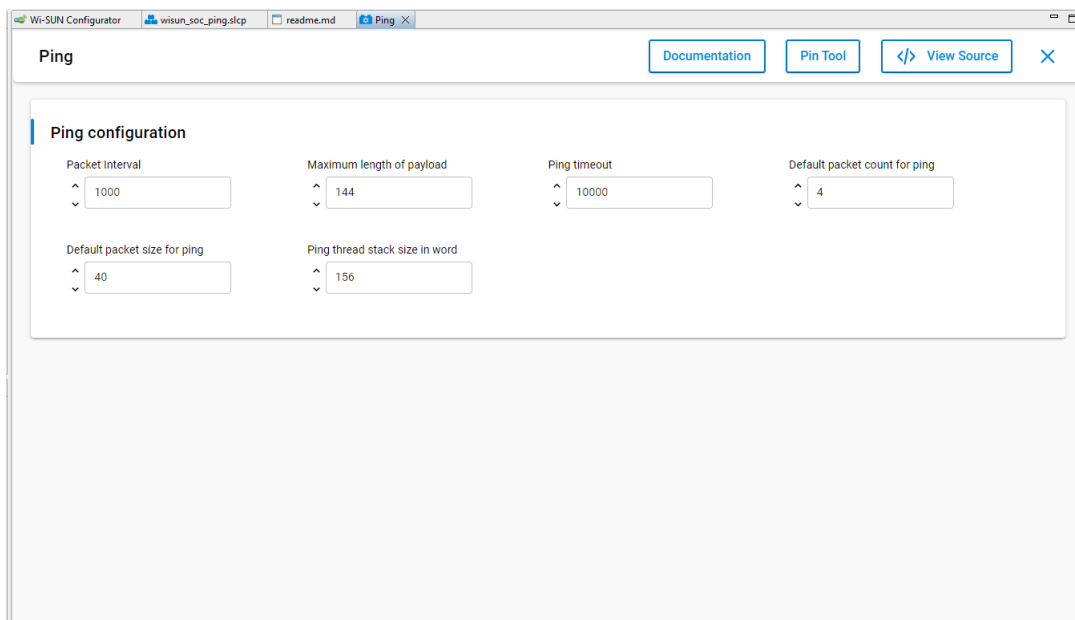 Wi-SUN Configurator wisun_soc_ping.slcp readme.md Ping
Ping Documentation Pin Tool </> View Source
Ping configuration
Packet Interval Maximum length of payload Ping timeout Default packet count for ping
1000 144 10000 4
Default packet size for ping Ping thread stack size in word
40 156